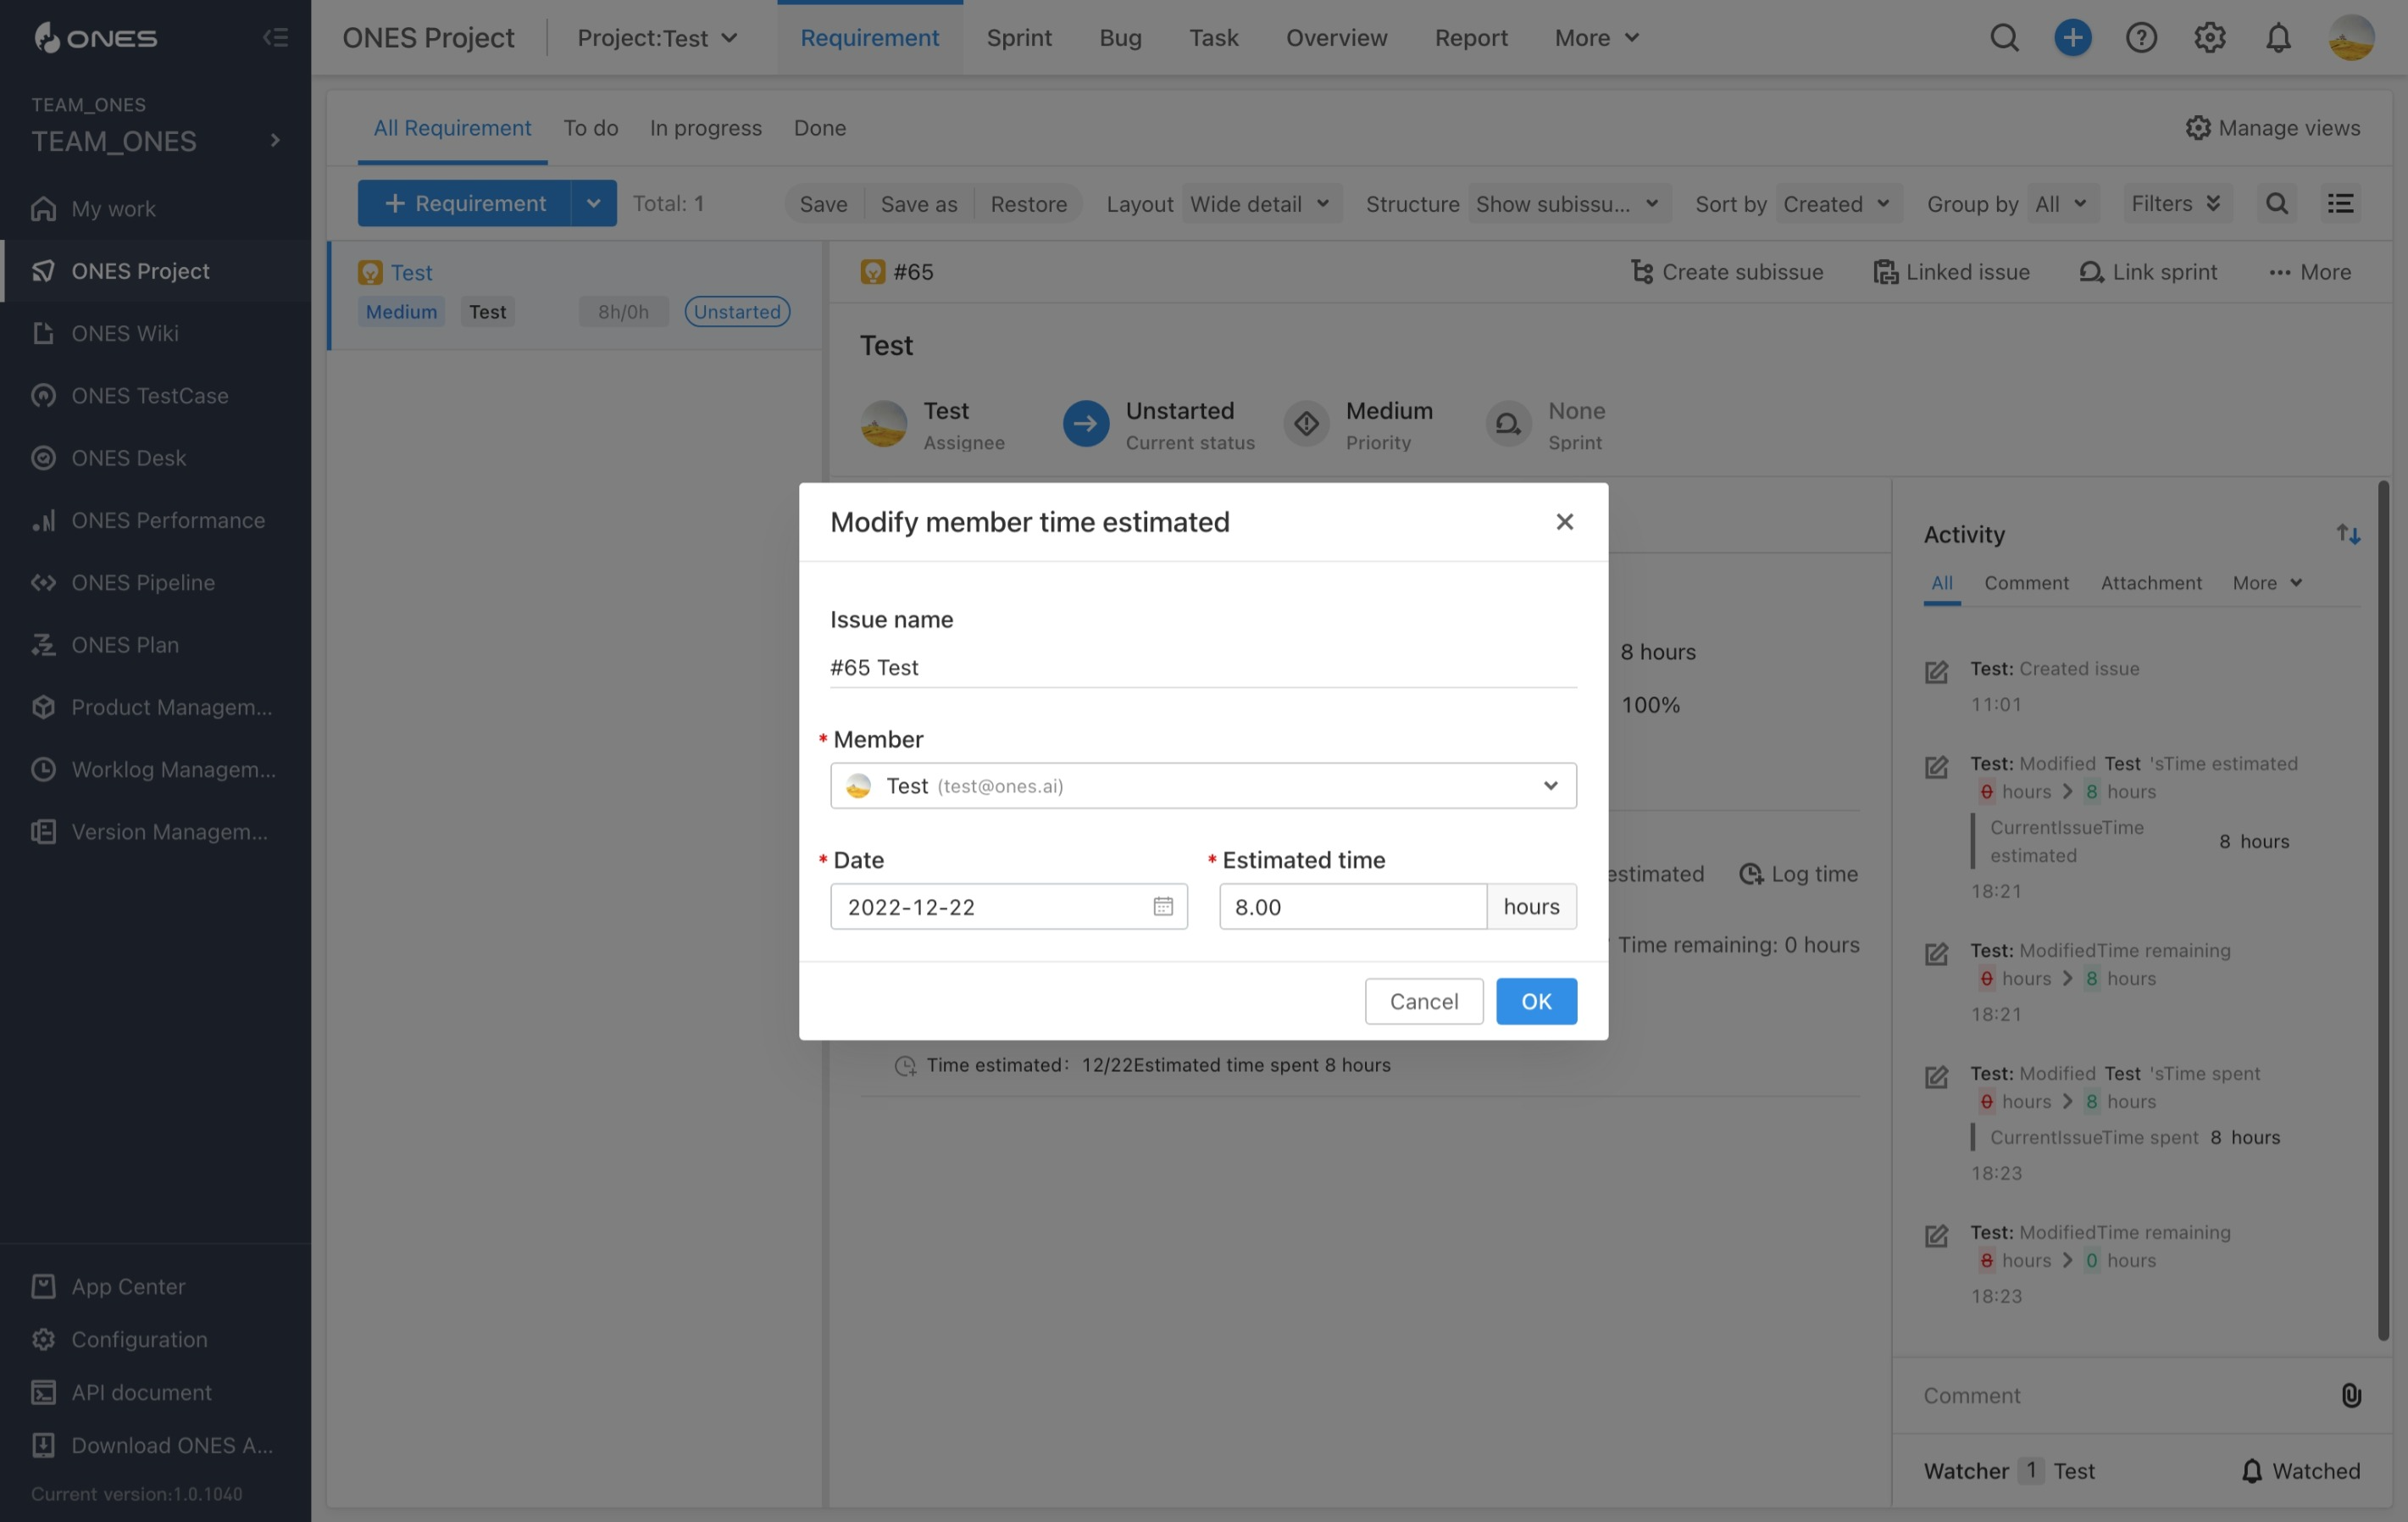 ONES
TEAM_ONES
TEAM_ONES
My work
ONES Project
ONES Wiki
ONES TestCase
ONES Desk
ONES Performance
ONES Pipeline
ONES Plan
Product Managem...
Worklog Managem...
Version Managem...
App Center
Configuration
API document
Download ONES A...
Current version:1.0.1040
ONES Project
Project:Test
Requirement
Sprint
Bug
Task
Overview
Report
More
All Requirement
To do
In progress
Done
Manage views
Requirement
Total: 1
Save
Save as
Restore
Layout Wide detail
Structure Show subissu...
Sort by Created
Group by All
Filters
Test
Medium Test 8h/0h Unstarted
#65
Create subissue
Linked issue
Link sprint
More
Test
Test
Assignee
Unstarted
Current status
Medium
Priority
None
Sprint
Modify member time estimated
Issue name
#65 Test
* Member
Test (test@ones.ai)
* Date
2022-12-22
* Estimated time
8.00 hours
Cancel
OK
8 hours
100%
estimated
Log time
Time remaining: 0 hours
Time estimated: 12/22Estimated time spent 8 hours
Activity
All
Comment
Attachment
More
Test: Created issue
11:01
Test: Modified Test 'sTime estimated
0 hours > 8 hours
CurrentIssueTime
estimated
8 hours
18:21
Test: ModifiedTime remaining
0 hours > 8 hours
18:21
Test: Modified Test 'sTime spent
0 hours > 8 hours
CurrentIssueTime spent 8 hours
18:23
Test: ModifiedTime remaining
8 hours > 0 hours
18:23
Comment
Watcher 1 Test
Watched